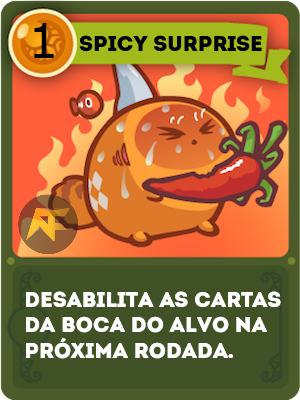 1
SPICY SURPRISE
DESABILITA AS CARTAS
DA BOCA DO ALVO NA
PRÓXIMA RODADA.